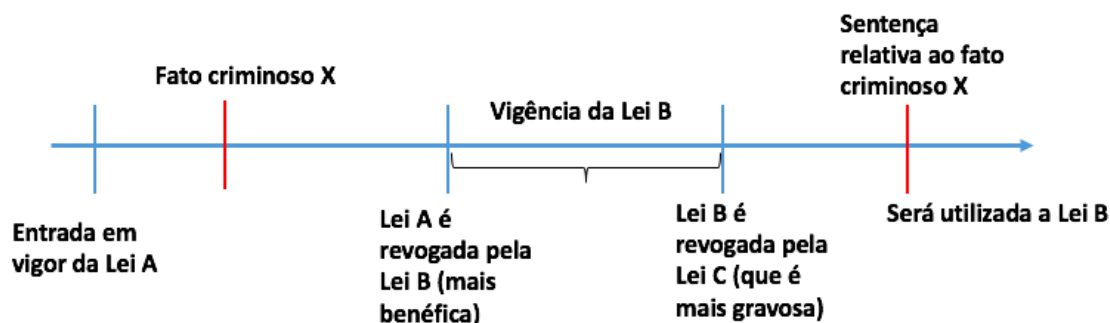 Sentença
relativa ao fato
criminoso X
Fato criminoso X
Vigência da Lei B
Entrada em
vigor da Lei A
Lei A é
revogada pela
Lei B (mais
benéfica)
Lei B é
revogada pela
Lei C (que é
mais gravosa)
Será utilizada a Lei B